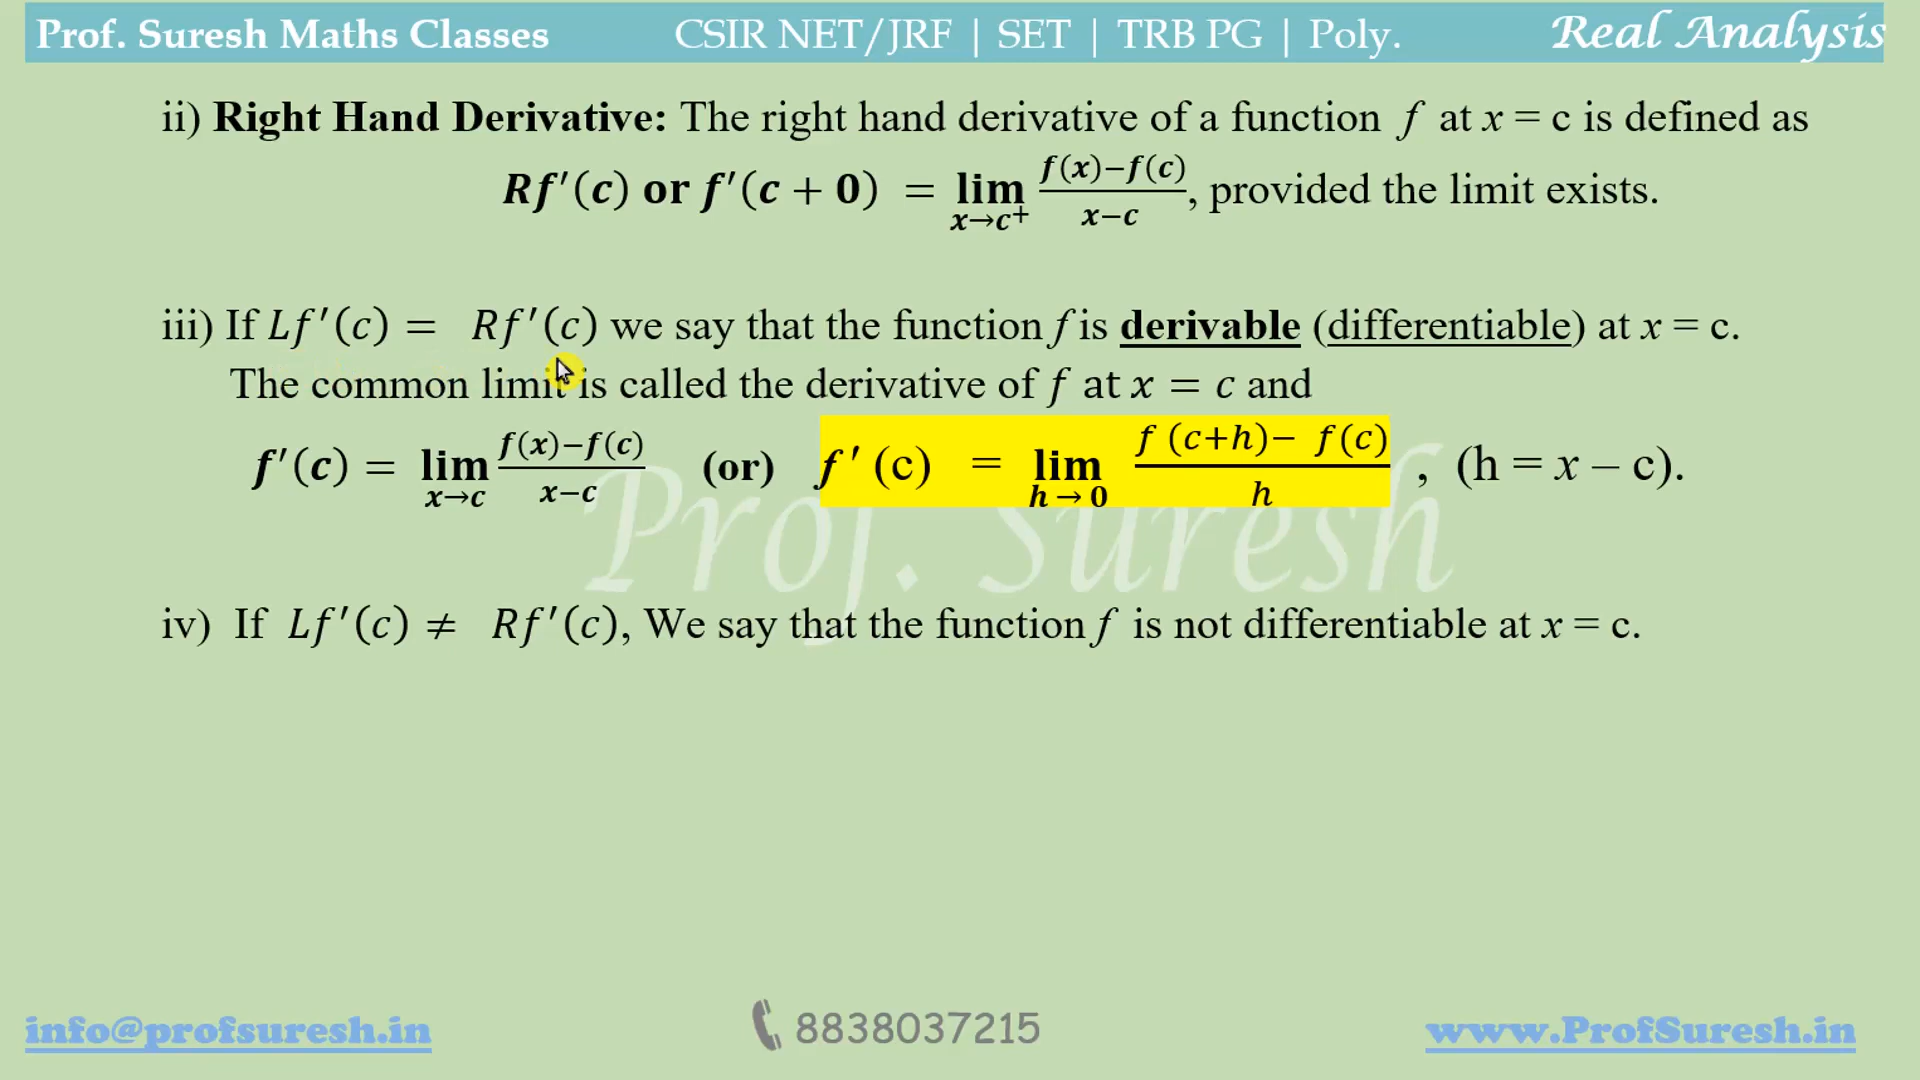 Prof. Suresh Maths Classes CSIR NET/JRF | SET | TRB PG | Poly. Real Analysis
ii) Right Hand Derivative: The right hand derivative of a function f at x = c is defined as
Rf′(c) or f′(c + 0) = lim x→c⁺ f(x)−f(c) / x−c, provided the limit exists.
iii) If Lf′(c) = Rf′(c) we say that the function f is derivable (differentiable) at x = c.
The common limit is called the derivative of f at x = c and
f′(c) = lim x→c f(x)−f(c) / x−c (or) f′ (c) = lim h → 0 f (c+h)− f(c) / h , (h = x – c).
Prof. Suresh
iv) If Lf′(c) ≠ Rf′(c), We say that the function f is not differentiable at x = c.
info@profsuresh.in 8838037215 www.ProfSuresh.in